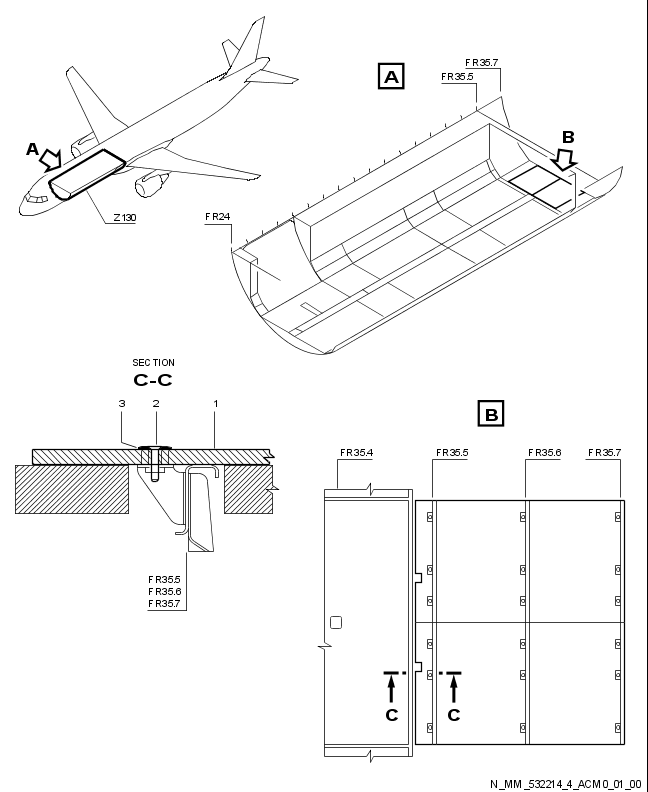 A
FR35.7
FR35.5
A
B
Z130
FR24
SECTION
C-C
3 2 1
B
FR35.4 FR35.5 FR35.6 FR35.7
FR35.5
FR35.6
FR35.7
C C
N_MM_532214_4_ACM0_01_00